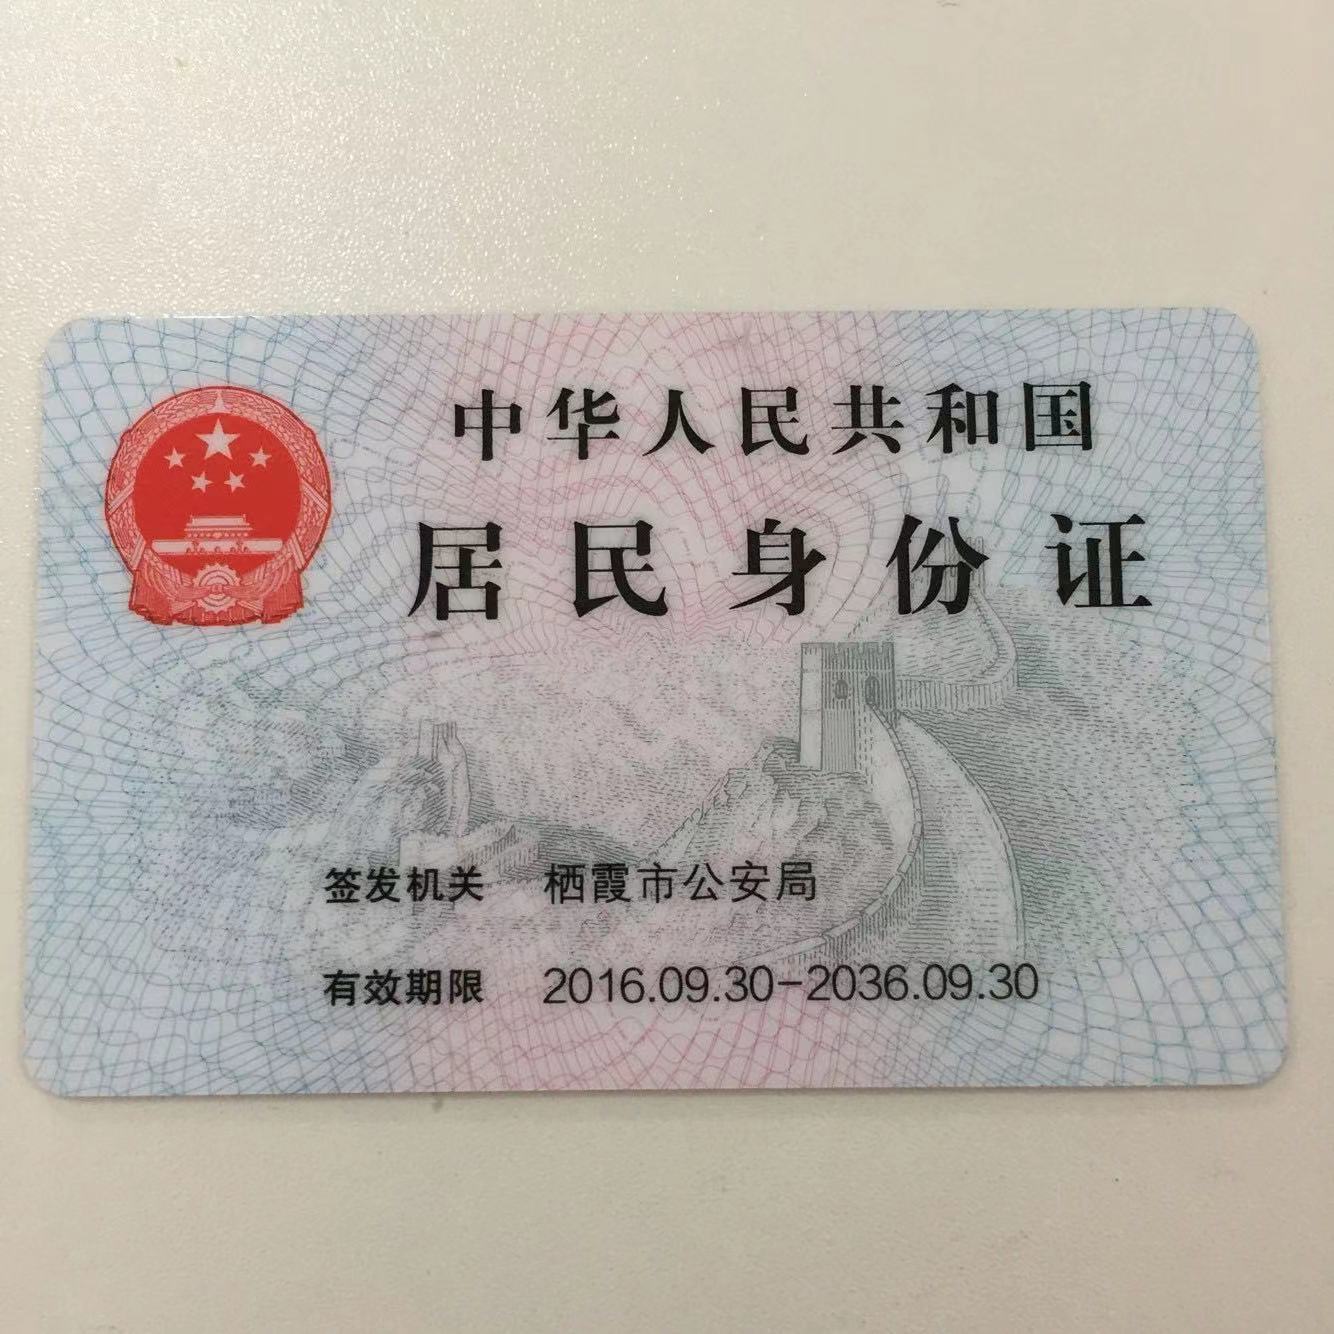 中华人民共和国
居民身份证
签发机关 栖霞市公安局
有效期限 2016.09.30-2036.09.30